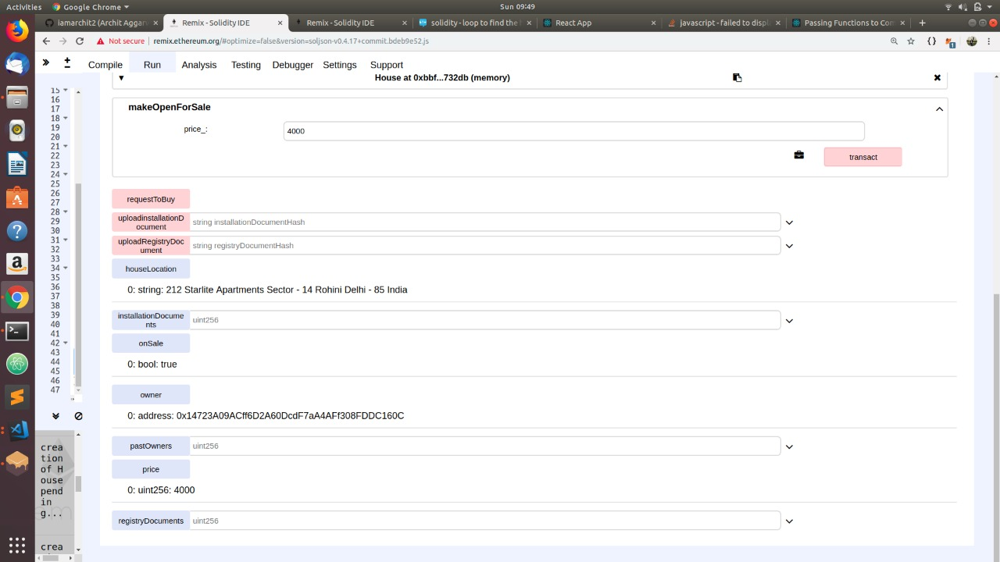 Activities
Google Chrome
Sun 09:49
iamarchit2 (Archit Aggar
Remix - Solidity IDE
Remix - Solidity IDE
solidity - loop to find the
React App
javascript - failed to displ
Passing Functions to Com
Not secure | remix.ethereum.org/#optimize=false&version=soljson-v0.4.17+commit.bdeb9e52.js
1
Compile
Run
Analysis
Testing
Debugger
Settings
Support
House at 0xbbf...732db (memory)
makeOpenForSale
price_:
4000
transact
requestToBuy
uploadinstallationD
ocument
string installationDocumentHash
uploadRegistryDoc
ument
string registryDocumentHash
houseLocation
0: string: 212 Starlite Apartments Sector - 14 Rohini Delhi - 85 India
installationDocume
nts
uint256
onSale
0: bool: true
owner
0: address: 0x14723A09ACff6D2A60DcdF7aA4AFf308FDDC160C
pastOwners
uint256
price
0: uint256: 4000
registryDocuments
uint256
15
16
17
18
19
20
21
22
23
24
25
26
27
28
29
30
31
32
33
34
35
36
37
38
39
40
41
42
43
44
45
46
47
crea
tion
of H
ouse
pend
in
g...
crea